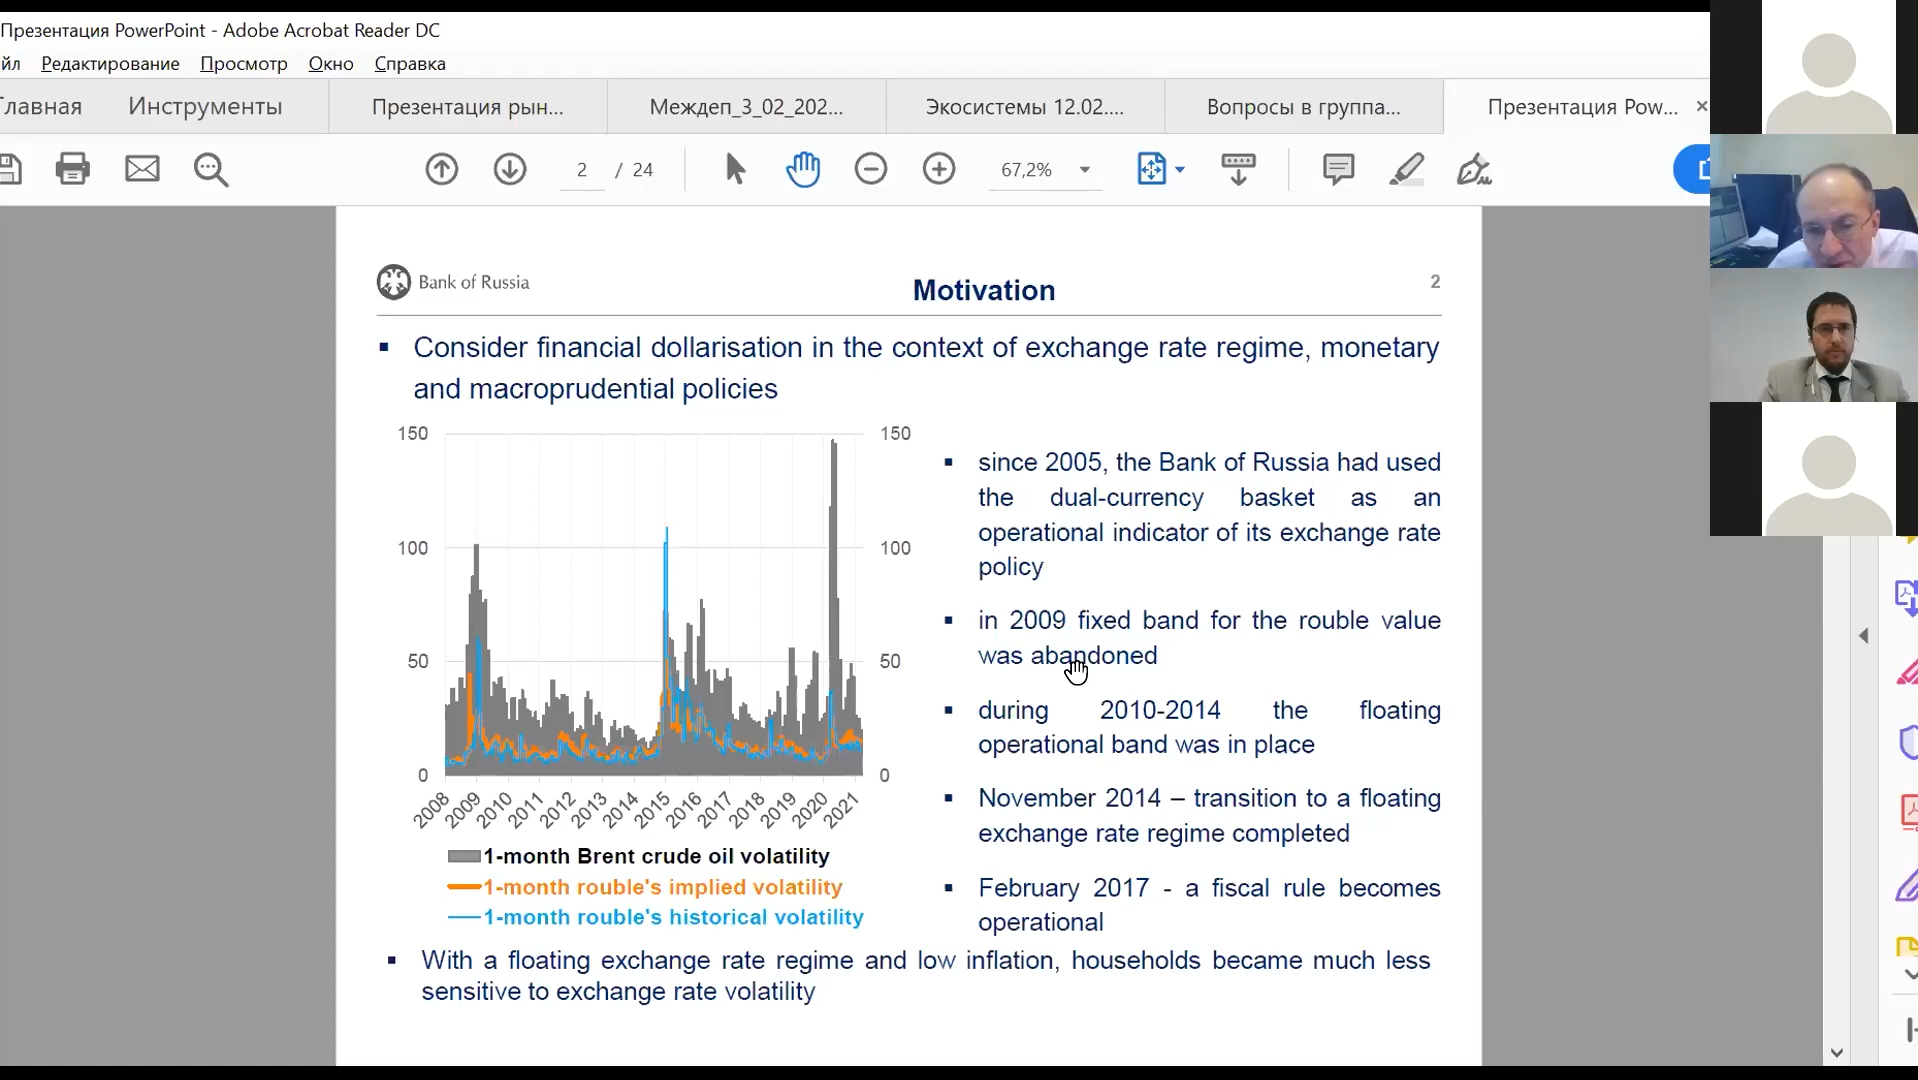 Презентация PowerPoint - Adobe Acrobat Reader DC
йл Редактирование Просмотр Окно Справка
Главная Инструменты Презентация рын... Междеп_3_02_202... Экосистемы 12.02.... Вопросы в группа... Презентация Pow...
2 / 24 67,2%
Bank of Russia
Motivation
2
▪ Consider financial dollarisation in the context of exchange rate regime, monetary
and macroprudential policies
150
100
50
0
150
100
50
0
2008 2009 2010 2011 2012 2013 2014 2015 2016 2017 2018 2019 2020 2021
1-month Brent crude oil volatility
1-month rouble's implied volatility
1-month rouble's historical volatility
▪ since 2005, the Bank of Russia had used
the dual-currency basket as an
operational indicator of its exchange rate
policy
▪ in 2009 fixed band for the rouble value
was abandoned
▪ during 2010-2014 the floating
operational band was in place
▪ November 2014 – transition to a floating
exchange rate regime completed
▪ February 2017 - a fiscal rule becomes
operational
▪ With a floating exchange rate regime and low inflation, households became much less
sensitive to exchange rate volatility